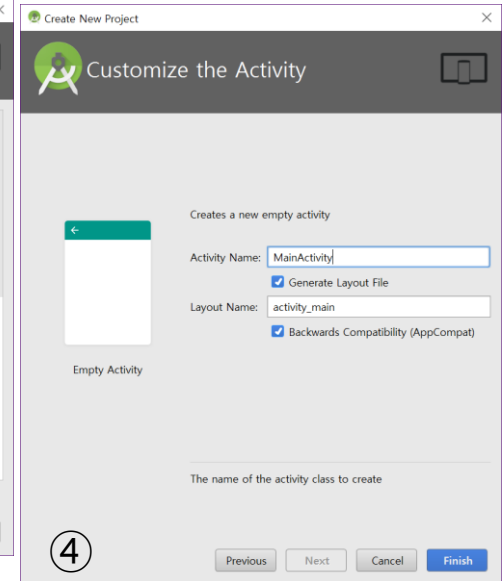 Create New Project
Customize the Activity
Creates a new empty activity
Activity Name: MainActivity
Generate Layout File
Layout Name: activity_main
Backwards Compatibility (AppCompat)
Empty Activity
The name of the activity class to create
④
Previous Next Cancel Finish